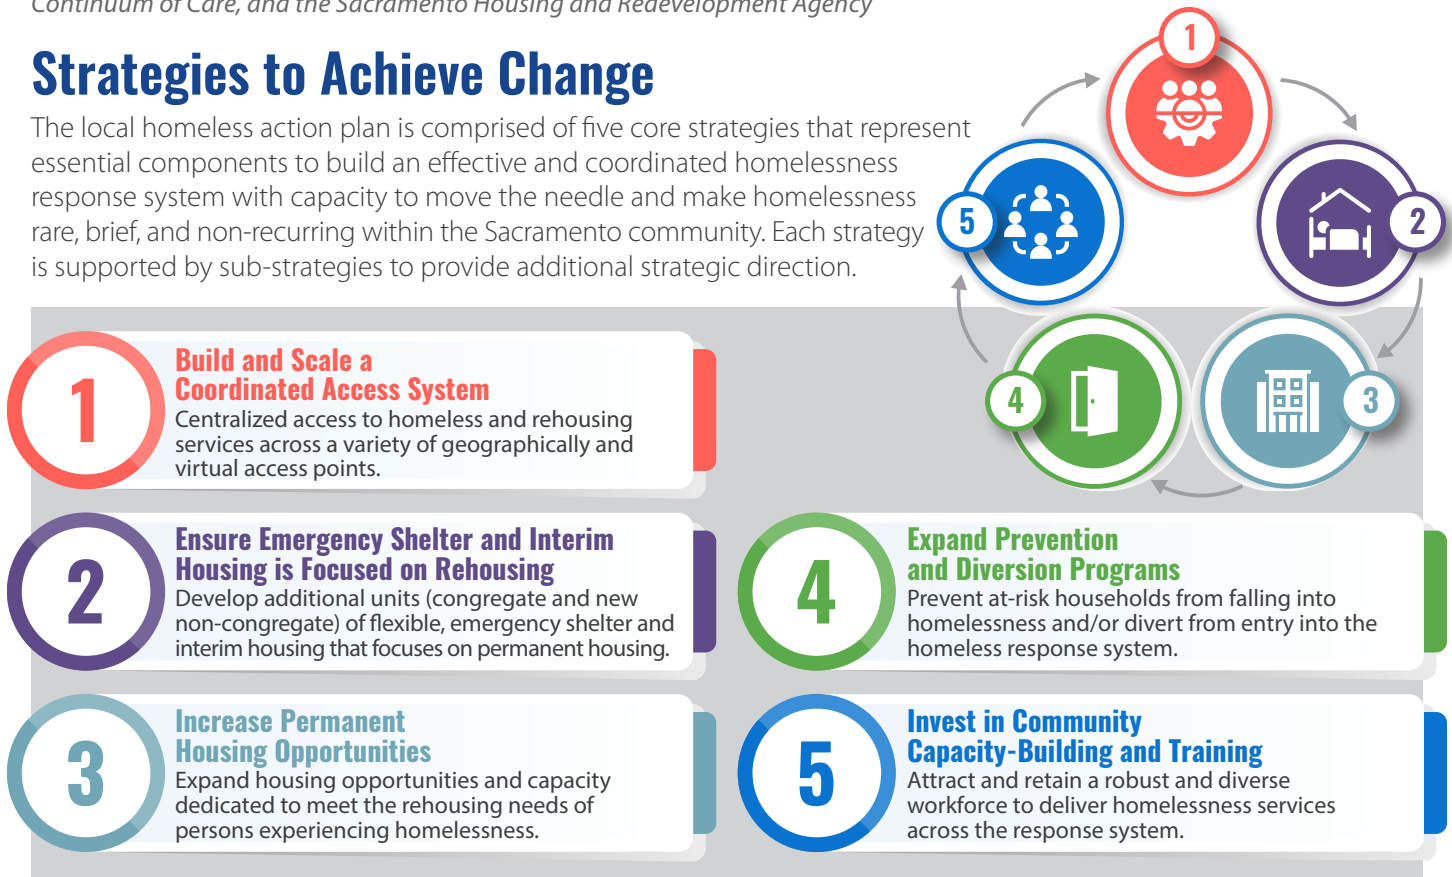 Continuum of Care, and the Sacramento Housing and Redevelopment Agency
Strategies to Achieve Change
The local homeless action plan is comprised of five core strategies that represent
essential components to build an effective and coordinated homelessness
response system with capacity to move the needle and make homelessness
rare, brief, and non-recurring within the Sacramento community. Each strategy
is supported by sub-strategies to provide additional strategic direction.
1
2
3
4
5
1
Build and Scale a
Coordinated Access System
Centralized access to homeless and rehousing
services across a variety of geographically and
virtual access points.
2
Ensure Emergency Shelter and Interim
Housing is Focused on Rehousing
Develop additional units (congregate and new
non-congregate) of flexible, emergency shelter and
interim housing that focuses on permanent housing.
3
Increase Permanent
Housing Opportunities
Expand housing opportunities and capacity
dedicated to meet the rehousing needs of
persons experiencing homelessness.
4
Expand Prevention
and Diversion Programs
Prevent at-risk households from falling into
homelessness and/or divert from entry into the
homeless response system.
5
Invest in Community
Capacity-Building and Training
Attract and retain a robust and diverse
workforce to deliver homelessness services
across the response system.